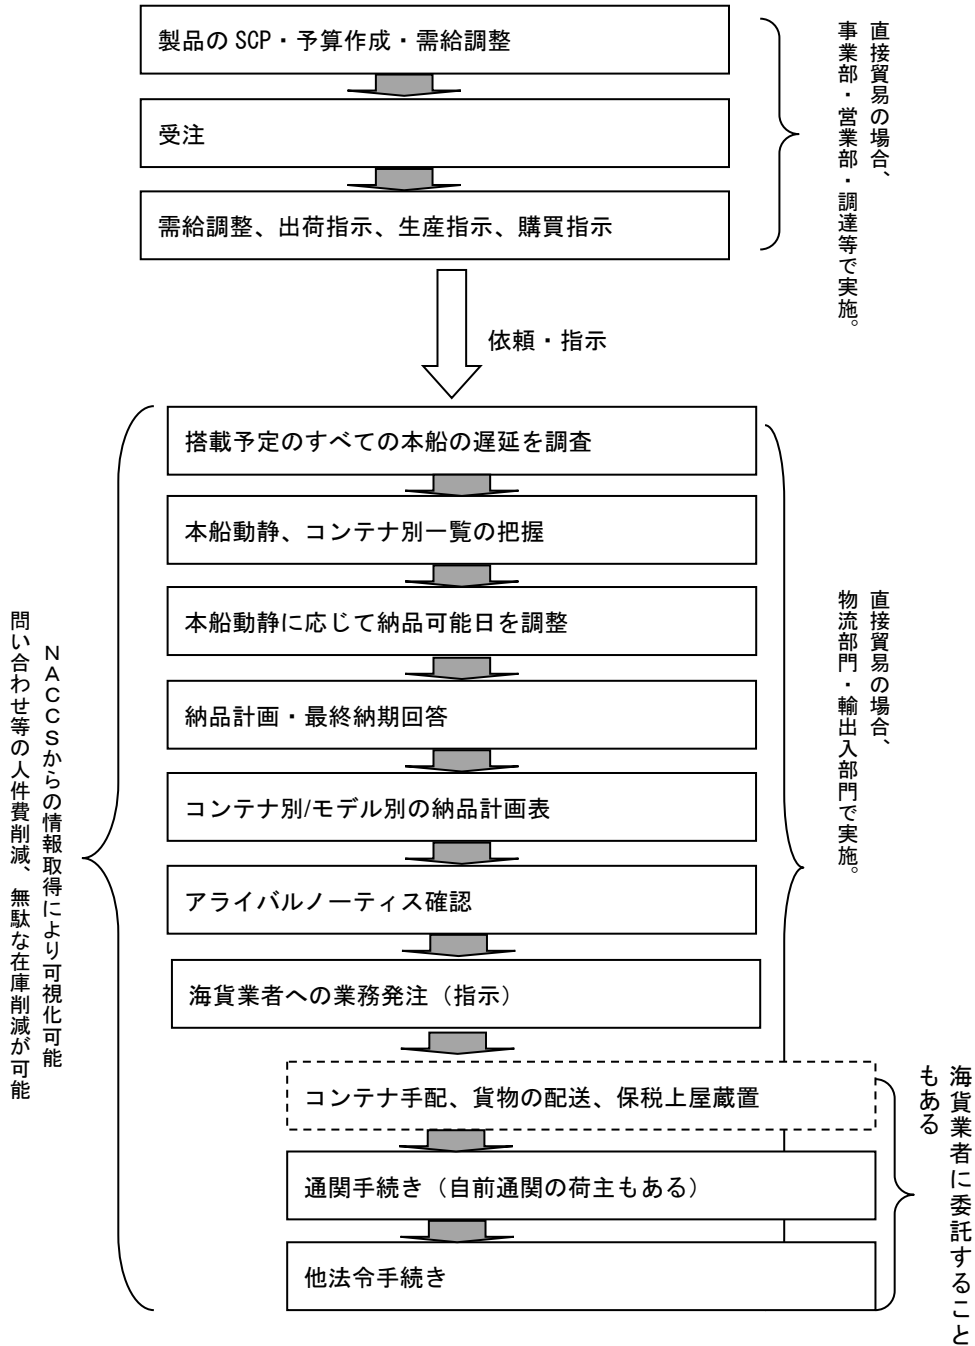 製品の SCP・予算作成・需給調整
受注
需給調整、出荷指示、生産指示、購買指示
直接貿易の場合、
事業部・営業部・調達等で実施。
依頼・指示
搭載予定のすべての本船の遅延を調査
本船動静、コンテナ別一覧の把握
本船動静に応じて納品可能日を調整
納品計画・最終納期回答
コンテナ別/モデル別の納品計画表
アライバルノーティス確認
海貨業者への業務発注（指示）
コンテナ手配、貨物の配送、保税上屋蔵置
通関手続き（自前通関の荷主もある）
他法令手続き
直接貿易の場合、
物流部門・輸出入部門で実施。
海貨業者に委託すること
もある
ＮＡＣＣＳからの情報取得により可視化可能
問い合わせ等の人件費削減、無駄な在庫削減が可能